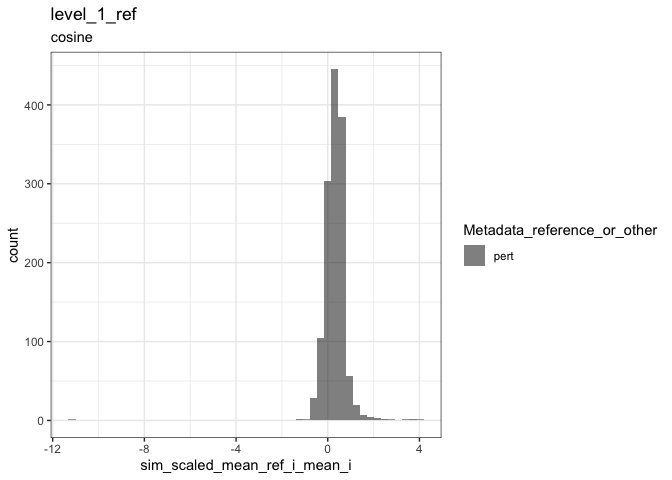 level_1_ref
cosine
400
300
200
100
0
count
-12
-8
-4
0
4
sim_scaled_mean_ref_i_mean_i
Metadata_reference_or_other
pert